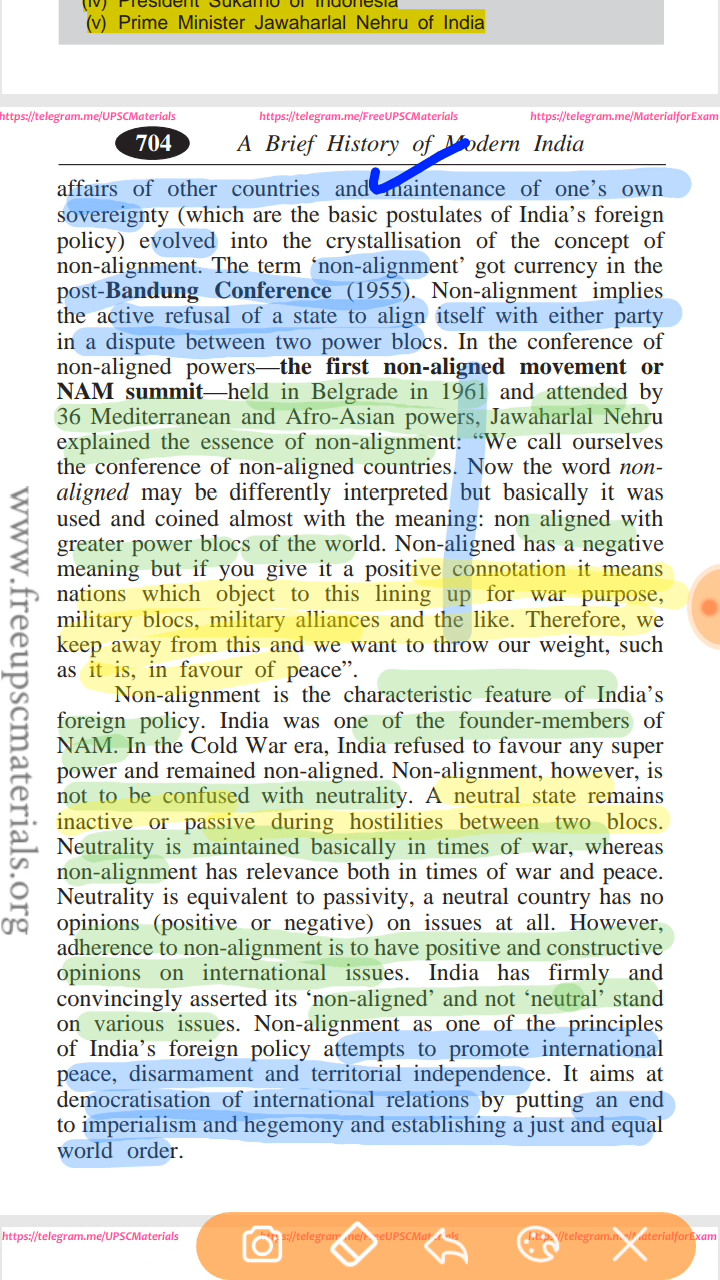 (iv) President Sukarno of Indonesia
(v) Prime Minister Jawaharlal Nehru of India
https://telegram.me/UPSCMaterials https://telegram.me/FreeUPSCMaterials https://telegram.me/MaterialforExam
704 A Brief History of Modern India
affairs of other countries and maintenance of one's own
sovereignty (which are the basic postulates of India's foreign
policy) evolved into the crystallisation of the concept of
non-alignment. The term 'non-alignment' got currency in the
post-Bandung Conference (1955). Non-alignment implies
the active refusal of a state to align itself with either party
in a dispute between two power blocs. In the conference of
non-aligned powers—the first non-aligned movement or
NAM summit—held in Belgrade in 1961 and attended by
36 Mediterranean and Afro-Asian powers, Jawaharlal Nehru
explained the essence of non-alignment: “We call ourselves
the conference of non-aligned countries. Now the word non-
aligned may be differently interpreted but basically it was
used and coined almost with the meaning: non aligned with
greater power blocs of the world. Non-aligned has a negative
meaning but if you give it a positive connotation it means
nations which object to this lining up for war purpose,
military blocs, military alliances and the like. Therefore, we
keep away from this and we want to throw our weight, such
as it is, in favour of peace”.
Non-alignment is the characteristic feature of India's
foreign policy. India was one of the founder-members of
NAM. In the Cold War era, India refused to favour any super
power and remained non-aligned. Non-alignment, however, is
not to be confused with neutrality. A neutral state remains
inactive or passive during hostilities between two blocs.
Neutrality is maintained basically in times of war, whereas
non-alignment has relevance both in times of war and peace.
Neutrality is equivalent to passivity, a neutral country has no
opinions (positive or negative) on issues at all. However,
adherence to non-alignment is to have positive and constructive
opinions on international issues. India has firmly and
convincingly asserted its 'non-aligned' and not 'neutral' stand
on various issues. Non-alignment as one of the principles
of India's foreign policy attempts to promote international
peace, disarmament and territorial independence. It aims at
democratisation of international relations by putting an end
to imperialism and hegemony and establishing a just and equal
world order.
www.freeupscmaterials.org
https://telegram.me/UPSCMaterials https://telegram.me/FreeUPSCMaterials https://telegram.me/MaterialforExam